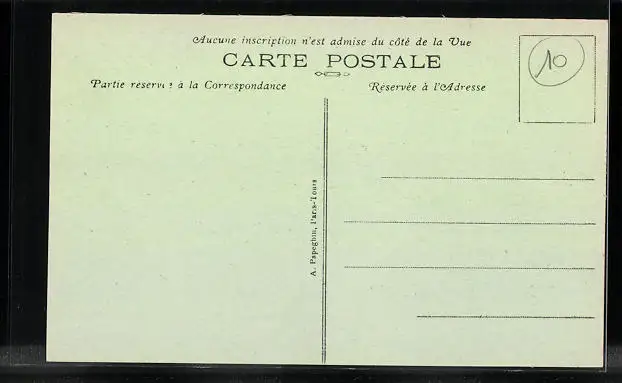 Aucune inscription n'est admise du côté de la Vue
CARTE POSTALE
Partie reservée à la Correspondance
Réservée à l'Adresse
10
A. Papeghin, Paris-Tours